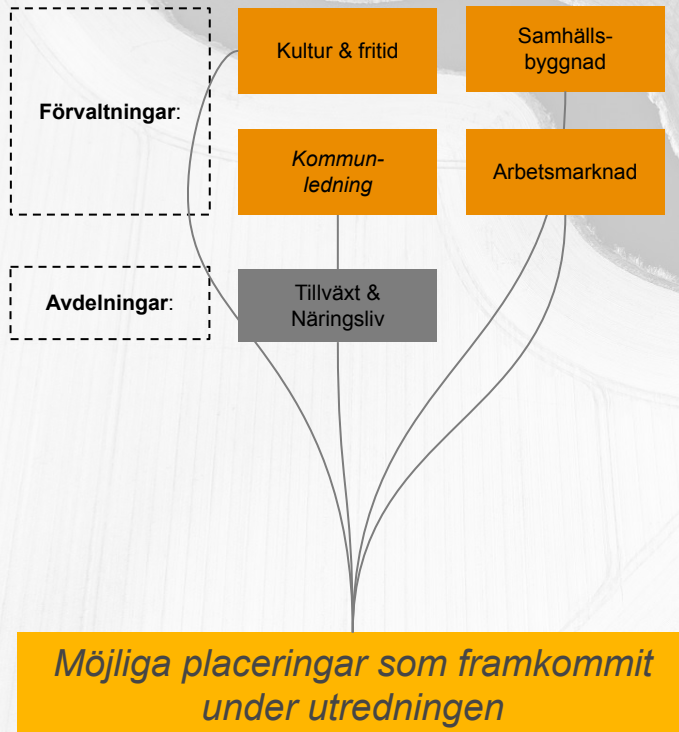 Kultur & fritid
Samhälls-
byggnad
Förvaltningar:
Kommun-
ledning
Arbetsmarknad
Avdelningar:
Tillväxt &
Näringsliv
Möjliga placeringar som framkommit
under utredningen